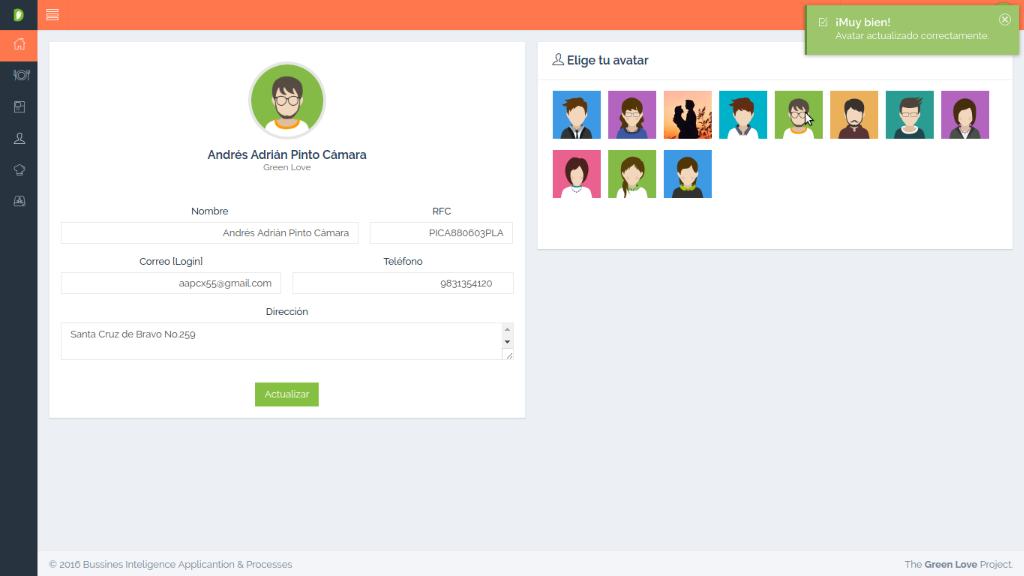 ¡Muy bien!
Avatar actualizado correctamente.
Elige tu avatar
Andrés Adrián Pinto Cámara
Green Love
Nombre
RFC
Andrés Adrián Pinto Cámara
PICA880603PLA
Correo [Login]
Teléfono
aapcx55@gmail.com
9831354120
Dirección
Santa Cruz de Bravo No.259
Actualizar
© 2016 Bussines Inteligence Applicantion & Processes
The Green Love Project.